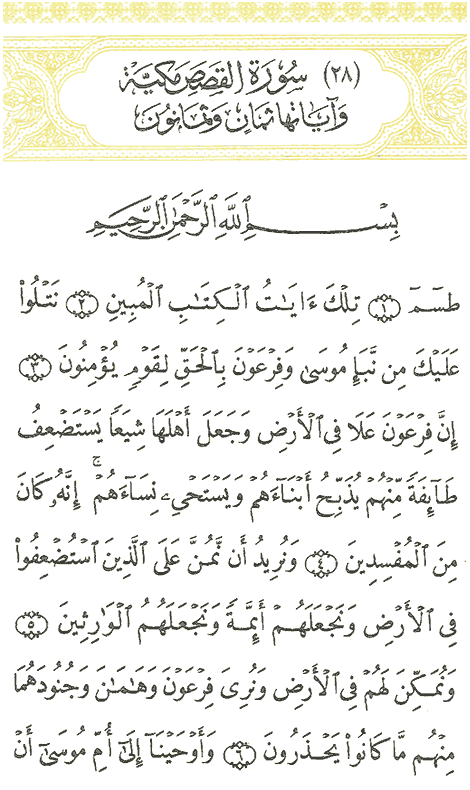 (٢٨) سُورَةُ القَصَصِ مَكِيَّة
وَآيَاتُهَا ثَمَانٍ وَثَمَانُونَ
بِسْمِ ٱللَّهِ ٱلرَّحْمَٰنِ ٱلرَّحِيمِ
طسٓمٓ ١ تِلْكَ ءَايَٰتُ ٱلْكِتَٰبِ ٱلْمُبِينِ ٢ نَتْلُوا۟
عَلَيْكَ مِن نَّبَإِ مُوسَىٰ وَفِرْعَوْنَ بِٱلْحَقِّ لِقَوْمٍ يُؤْمِنُونَ ٣
إِنَّ فِرْعَوْنَ عَلَا فِى ٱلْأَرْضِ وَجَعَلَ أَهْلَهَا شِيَعًا يَسْتَضْعِفُ
طَآئِفَةً مِّنْهُمْ يُذَبِّحُ أَبْنَآءَهُمْ وَيَسْتَحْىِۦ نِسَآءَهُمْ ۚ إِنَّهُۥ كَانَ
مِنَ ٱلْمُفْسِدِينَ ٤ وَنُرِيدُ أَن نَّمُنَّ عَلَى ٱلَّذِينَ ٱسْتُضْعِفُوا۟
فِى ٱلْأَرْضِ وَنَجْعَلَهُمْ أَئِمَّةً وَنَجْعَلَهُمُ ٱلْوَٰرِثِينَ ٥
وَنُمَكِّنَ لَهُمْ فِى ٱلْأَرْضِ وَنُرِىَ فِرْعَوْنَ وَهَٰمَٰنَ وَجُنُودَهُمَا
مِنْهُم مَّا كَانُوا۟ يَحْذَرُونَ ٦ وَأَوْحَيْنَآ إِلَىٰٓ أُمِّ مُوسَىٰٓ أَنْ